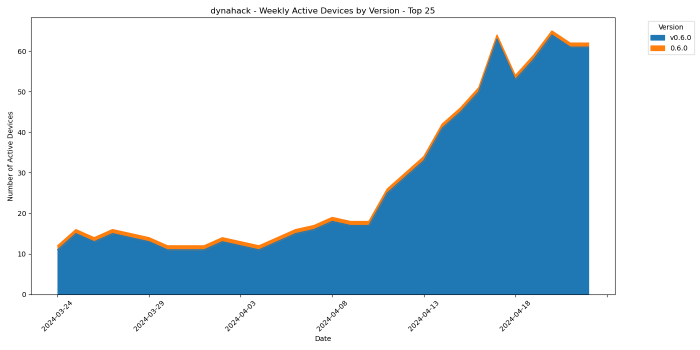 dynahack - Weekly Active Devices by Version - Top 25
Number of Active Devices
60
50
40
30
20
10
0
2024-03-24
2024-03-29
2024-04-03
2024-04-08
2024-04-13
2024-04-18
Date
Version
v0.6.0
0.6.0